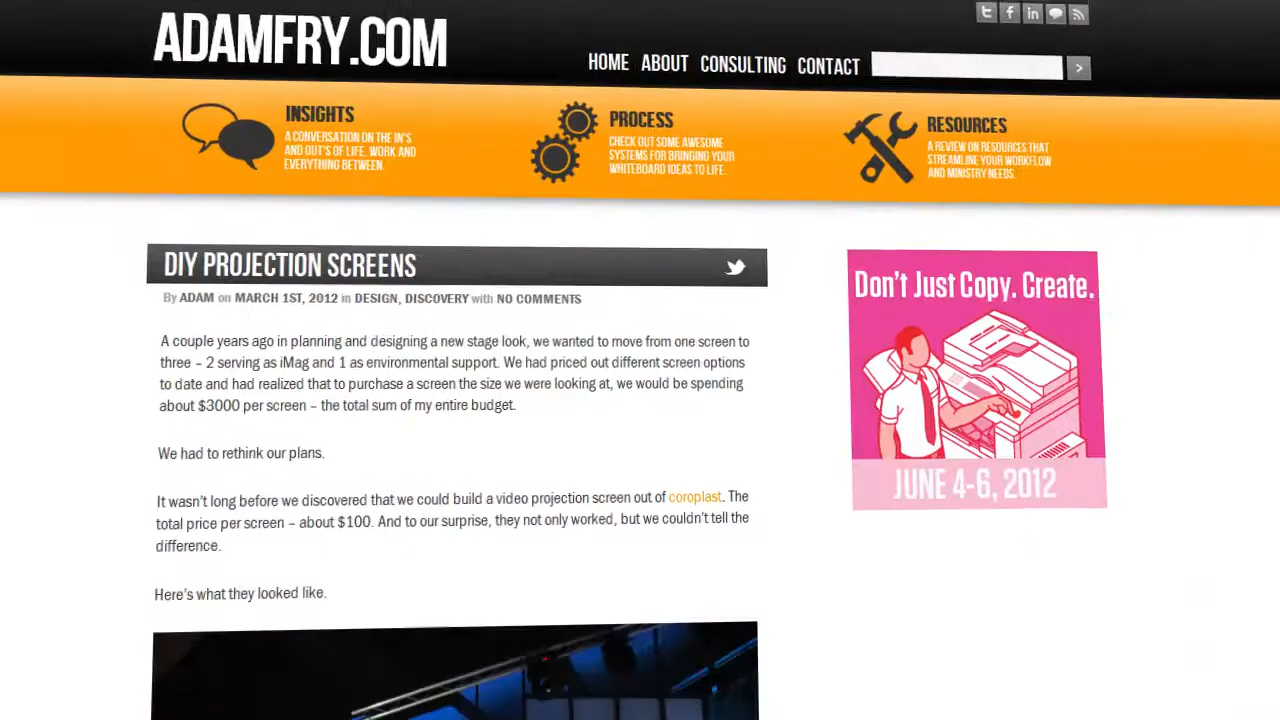 ADAMFRY.COM
HOME ABOUT CONSULTING CONTACT
>
INSIGHTS
A CONVERSATION ON THE IN'S
AND OUT'S OF LIFE, WORK AND
EVERYTHING BETWEEN.
PROCESS
CHECK OUT SOME AWESOME
SYSTEMS FOR BRINGING YOUR
WHITEBOARD IDEAS TO LIFE.
RESOURCES
A REVIEW ON RESOURCES THAT
STREAMLINE YOUR WORKFLOW
AND MINISTRY NEEDS.
DIY PROJECTION SCREENS
By ADAM on MARCH 1ST, 2012 in DESIGN, DISCOVERY with NO COMMENTS
A couple years ago in planning and designing a new stage look, we wanted to move from one screen to
three – 2 serving as iMag and 1 as environmental support. We had priced out different screen options
to date and had realized that to purchase a screen the size we were looking at, we would be spending
about $3000 per screen – the total sum of my entire budget.
We had to rethink our plans.
It wasn't long before we discovered that we could build a video projection screen out of coroplast. The
total price per screen – about $100. And to our surprise, they not only worked, but we couldn't tell the
difference.
Here's what they looked like.
Don't Just Copy. Create.
JUNE 4-6, 2012